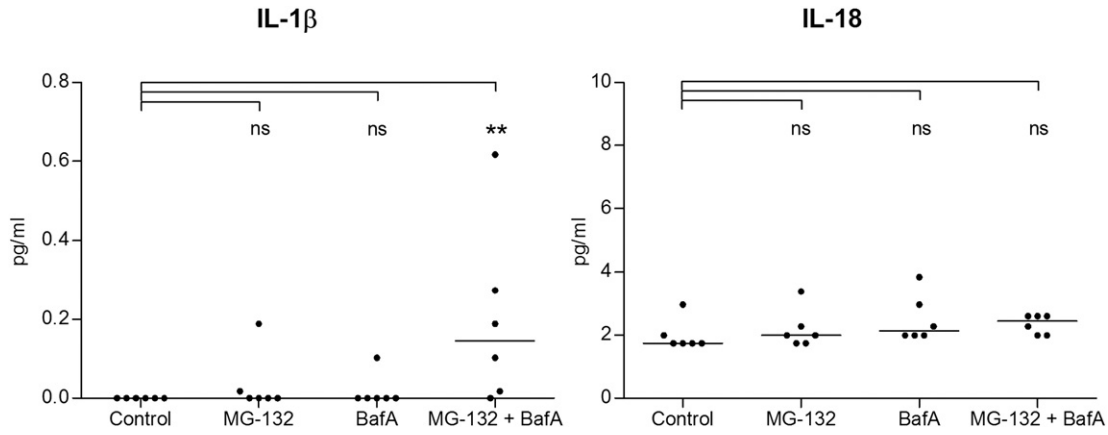 IL-1β
0.8
0.6
0.4
0.2
0.0
pg/ml
ns
ns
**
Control
MG-132
BafA
MG-132 + BafA
IL-18
10
8
6
4
2
0
pg/ml
ns
ns
ns
Control
MG-132
BafA
MG-132 + BafA